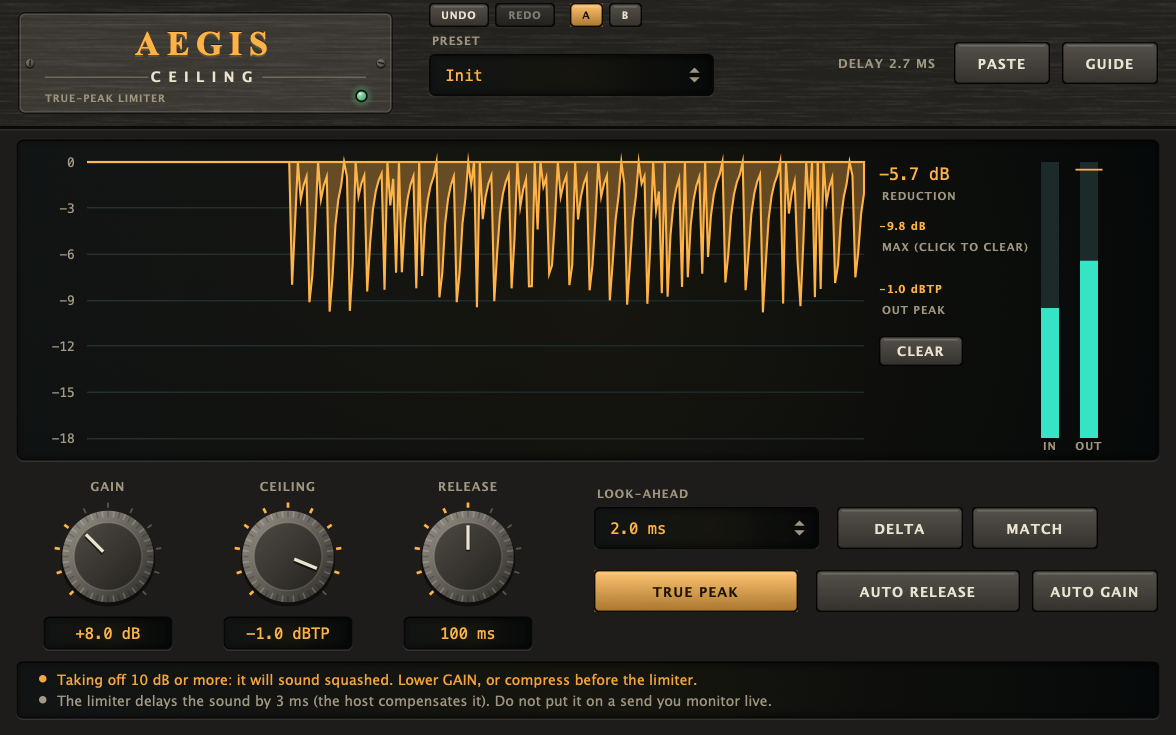 UNDO
REDO
A
B
AEGIS
CEILING
TRUE-PEAK LIMITER
PRESET
Init
DELAY 2.7 MS
PASTE
GUIDE
0
−3
−6
−9
−12
−15
−18
−5.7 dB
REDUCTION
−9.8 dB
MAX (CLICK TO CLEAR)
−1.0 dBTP
OUT PEAK
CLEAR
IN
OUT
GAIN
CEILING
RELEASE
+8.0 dB
−1.0 dBTP
100 ms
LOOK-AHEAD
2.0 ms
DELTA
MATCH
TRUE PEAK
AUTO RELEASE
AUTO GAIN
Taking off 10 dB or more: it will sound squashed. Lower GAIN, or compress before the limiter.
The limiter delays the sound by 3 ms (the host compensates it). Do not put it on a send you monitor live.